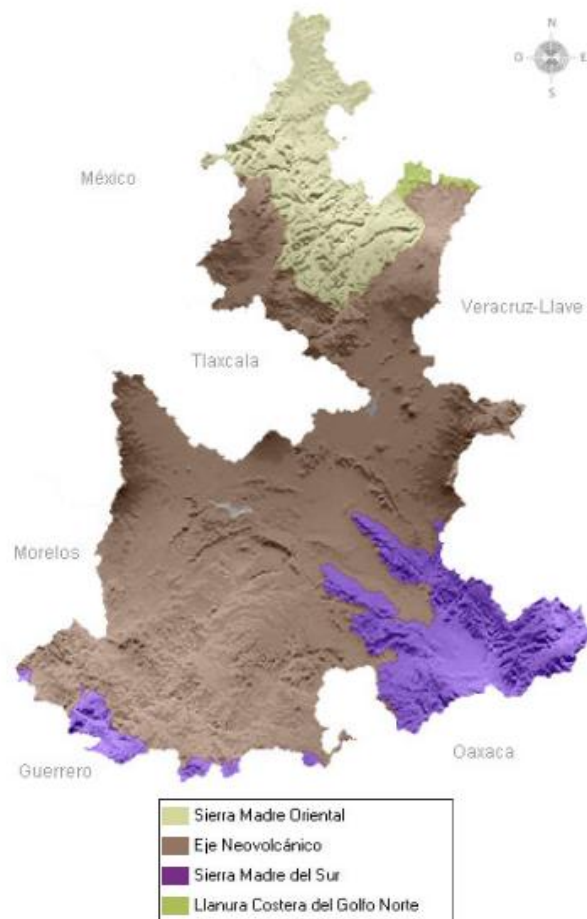 N
O
E
S
México
Veracruz-Llave
Tlaxcala
Morelos
Oaxaca
Guerrero
Sierra Madre Oriental
Eje Neovolcánico
Sierra Madre del Sur
Llanura Costera del Golfo Norte